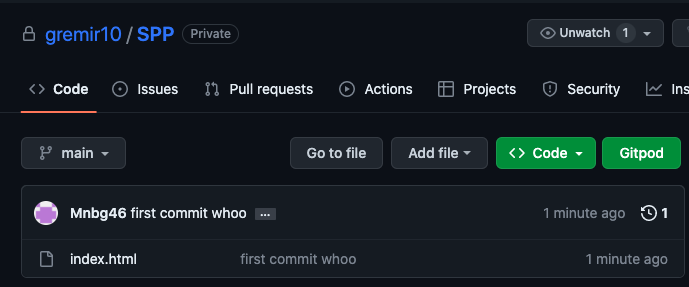 gremir10 / SPP Private Unwatch 1
<> Code Issues Pull requests Actions Projects Security Ins
main Go to file Add file <> Code Gitpod
Mnbg46 first commit whoo ... 1 minute ago 1
index.html first commit whoo 1 minute ago